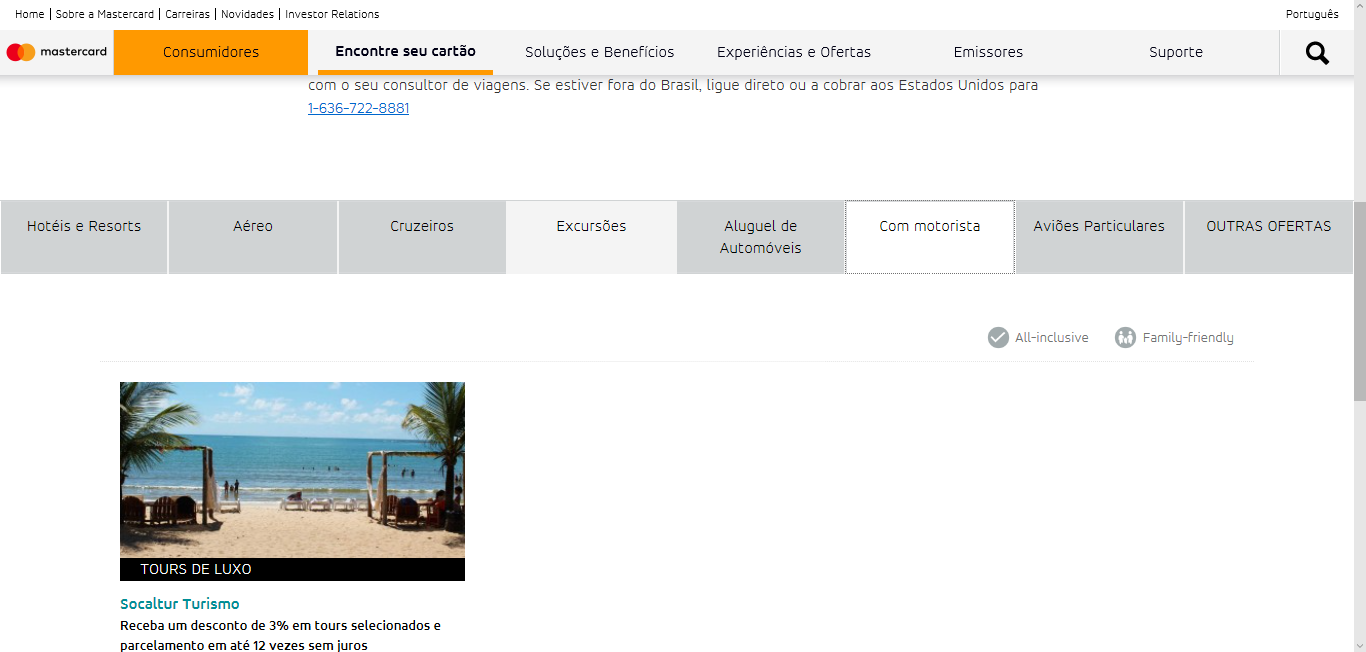 Home | Sobre a Mastercard | Carreiras | Novidades | Investor Relations
Português
mastercard
Consumidores
Encontre seu cartão
Soluções e Benefícios
Experiências e Ofertas
Emissores
Suporte
com o seu consultor de viagens. Se estiver fora do Brasil, ligue direto ou a cobrar aos Estados Unidos para
1-636-722-8881
Hotéis e Resorts
Aéreo
Cruzeiros
Excursões
Aluguel de
Automóveis
Com motorista
Aviões Particulares
OUTRAS OFERTAS
All-inclusive
Family-friendly
TOURS DE LUXO
Socaltur Turismo
Receba um desconto de 3% em tours selecionados e
parcelamento em até 12 vezes sem juros